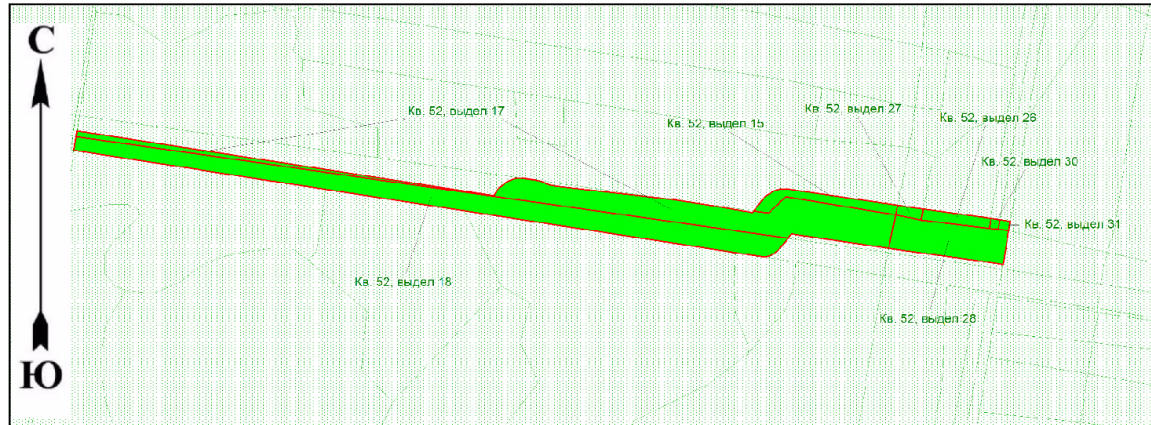 С
Кв. 52, выдел 17
Кв. 52, выдел 15
Кв. 52, выдел 27
Кв. 52, выдел 26
Кв. 52, выдел 30
Кв. 52, выдел 31
Кв. 52, выдел 18
Кв. 52, выдел 28
Ю